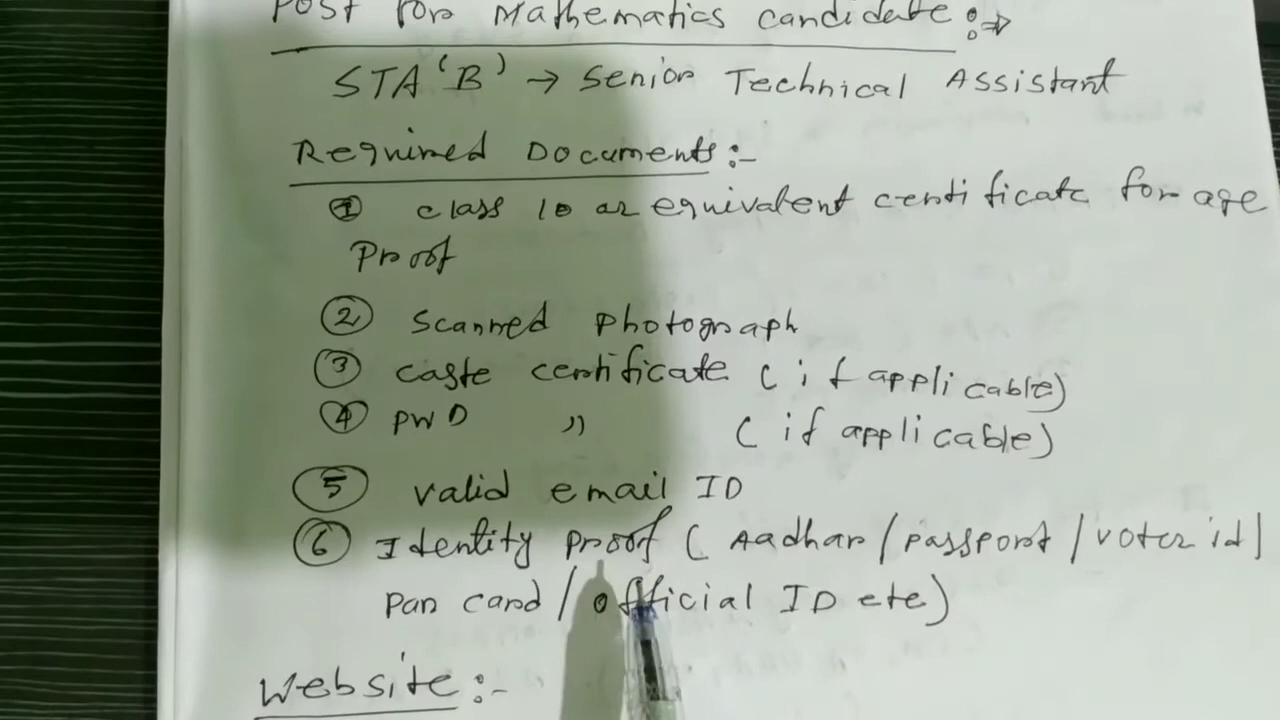 Post for Mathematics candidate :⇒
STA 'B' → Senior Technical Assistant
Required Documents :-
① class 10 or equivalent certificate for age
Proof
② Scanned photograph
③ caste certificate ( if applicable)
④ PWD " ( if applicable)
⑤ valid email ID
⑥ Identity proof ( Aadhar / passport / voter id /
pan card / official ID etc)
Website :-